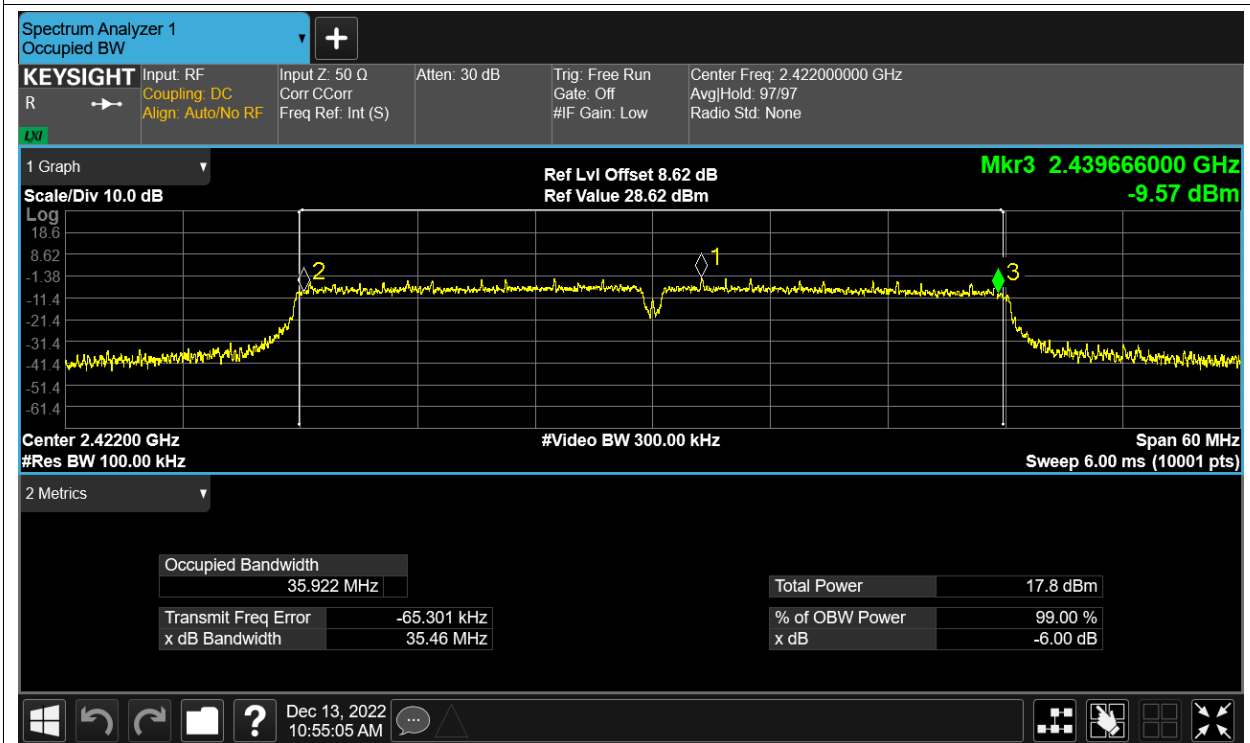 Spectrum Analyzer 1
Occupied BW
KEYSIGHT
R
LXI
Input: RF
Coupling: DC
Align: Auto/No RF
Input Z: 50 Ω
Corr CCorr
Freq Ref: Int (S)
Atten: 30 dB
Trig: Free Run
Gate: Off
#IF Gain: Low
Center Freq: 2.422000000 GHz
Avg|Hold: 97/97
Radio Std: None
1 Graph
Scale/Div 10.0 dB
Ref Lvl Offset 8.62 dB
Ref Value 28.62 dBm
Mkr3 2.439666000 GHz
-9.57 dBm
Log
18.6
8.62
-1.38
-11.4
-21.4
-31.4
-41.4
-51.4
-61.4
2
1
3
Center 2.42200 GHz
#Res BW 100.00 kHz
#Video BW 300.00 kHz
Span 60 MHz
Sweep 6.00 ms (10001 pts)
2 Metrics
Occupied Bandwidth
35.922 MHz
Transmit Freq Error -65.301 kHz
x dB Bandwidth 35.46 MHz
Total Power 17.8 dBm
% of OBW Power 99.00 %
x dB -6.00 dB
?
Dec 13, 2022
10:55:05 AM